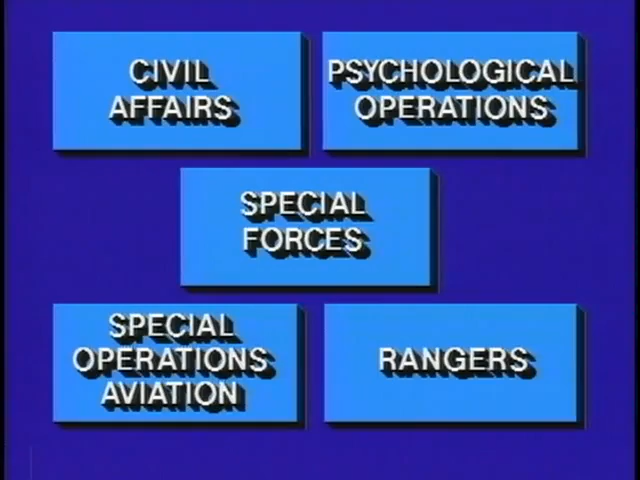 CIVIL
AFFAIRS
PSYCHOLOGICAL
OPERATIONS
SPECIAL
FORCES
SPECIAL
OPERATIONS
AVIATION
RANGERS